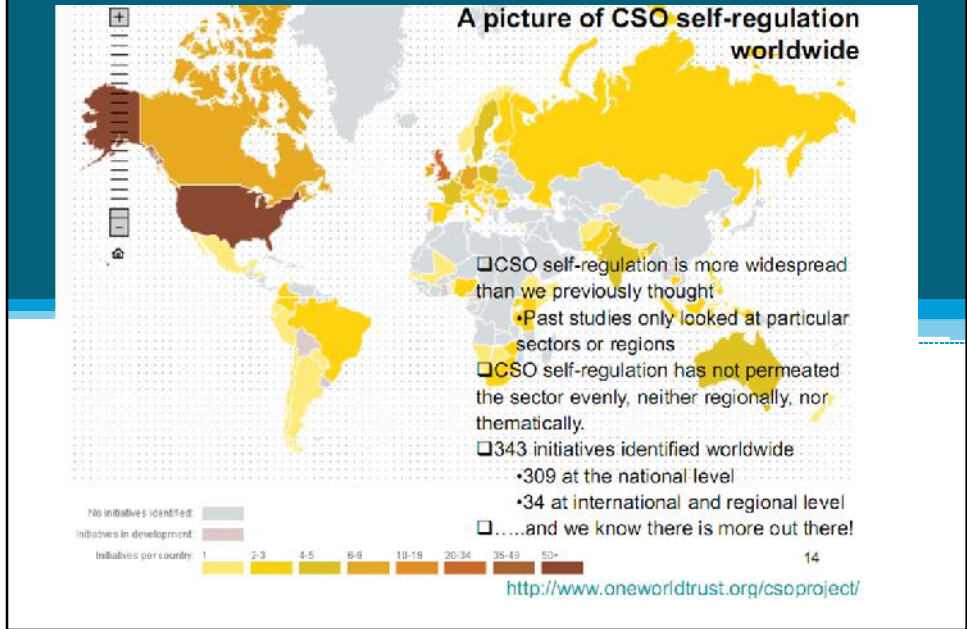 A picture of CSO self-regulation
worldwide
+
−
❑CSO self-regulation is more widespread
than we previously thought
•Past studies only looked at particular
sectors or regions
❑CSO self-regulation has not permeated
the sector evenly, neither regionally, nor
thematically.
❑343 initiatives identified worldwide
•309 at the national level
•34 at international and regional level
❑.....and we know there is more out there!
No initiatives identified:
Initiatives in development:
Initiatives per country: 1 2-3 4-5 6-9 10-19 20-34 35-49 50+
14
http://www.oneworldtrust.org/csoproject/